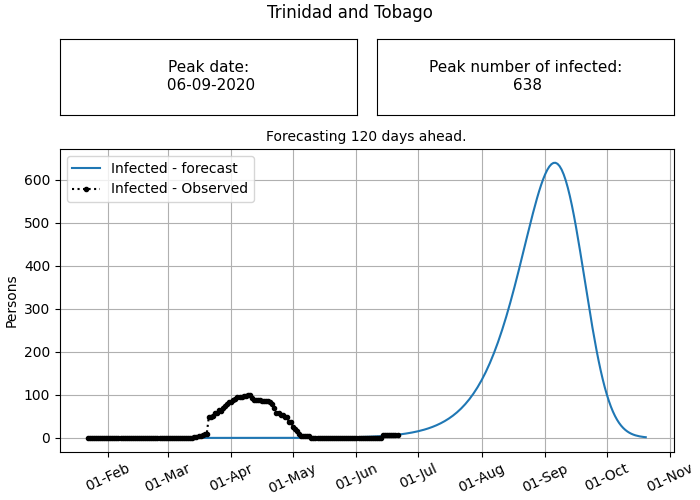 Trinidad and Tobago
Peak date:
06-09-2020
Peak number of infected:
638
Forecasting 120 days ahead.
Infected - forecast
Infected - Observed
Persons
600
500
400
300
200
100
0
01-Feb
01-Mar
01-Apr
01-May
01-Jun
01-Jul
01-Aug
01-Sep
01-Oct
01-Nov